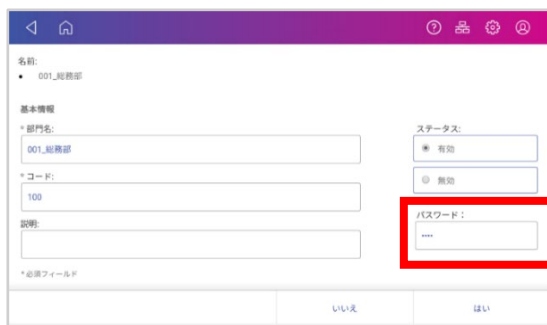 名前:
• 001_総務部
基本情報
* 部門名:
001_総務部
* コード:
100
説明:
* 必須フィールド
ステータス:
有効
無効
パスワード：
••••
いいえ
はい